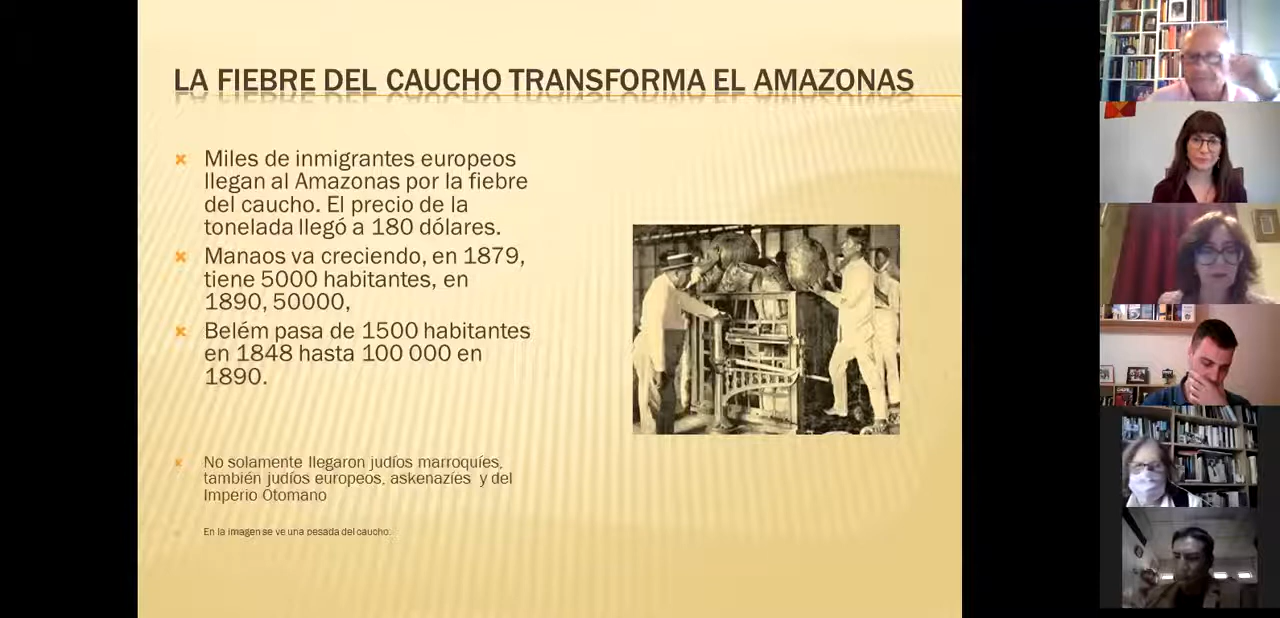 LA FIEBRE DEL CAUCHO TRANSFORMA EL AMAZONAS
Miles de inmigrantes europeos
llegan al Amazonas por la fiebre
del caucho. El precio de la
tonelada llegó a 180 dólares.
Manaos va creciendo, en 1879,
tiene 5000 habitantes, en
1890, 50000,
Belém pasa de 1500 habitantes
en 1848 hasta 100 000 en
1890.
No solamente llegaron judíos marroquíes,
también judíos europeos, askenazíes y del
Imperio Otomano
En la imagen se ve una pesada del caucho.